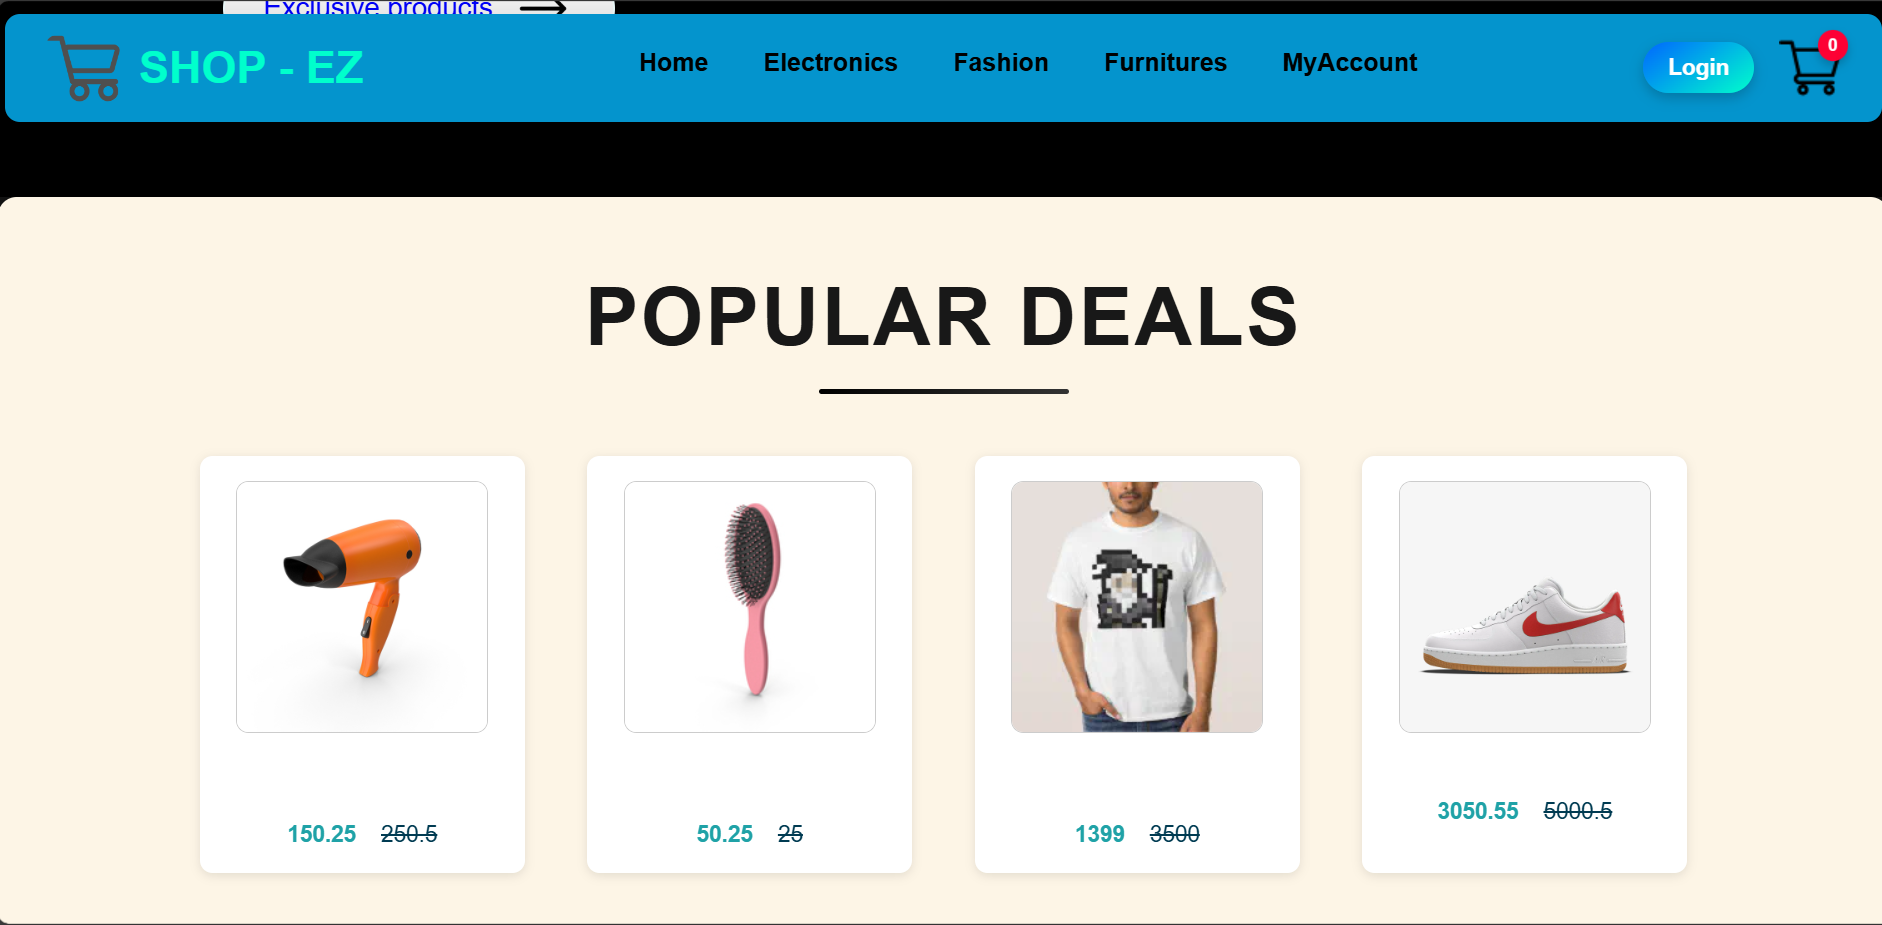 Exclusive products
SHOP - EZ
Home Electronics Fashion Furnitures MyAccount
Login
0
POPULAR DEALS
150.25 250.5
50.25 25
1399 3500
3050.55 5000.5